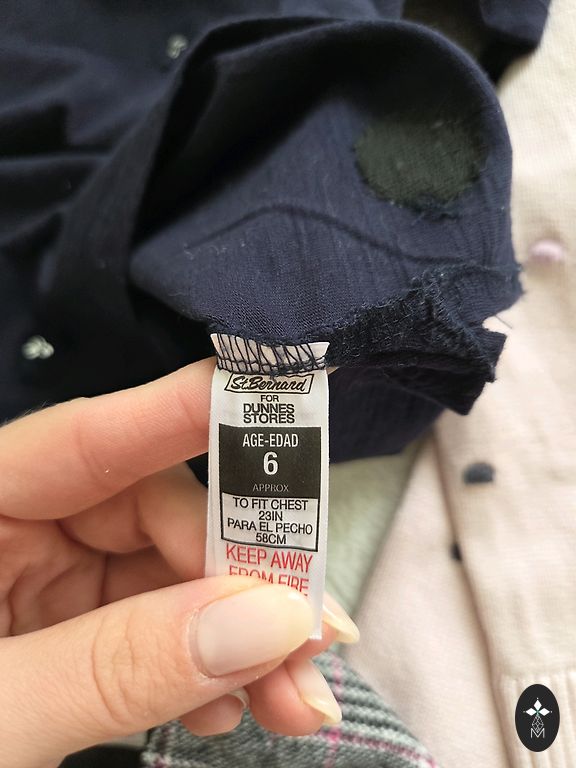 St.Bernard
FOR
DUNNES
STORES
AGE-EDAD
6
APPROX
TO FIT CHEST
23IN
PARA EL PECHO
58CM
KEEP AWAY
FROM FIRE
M